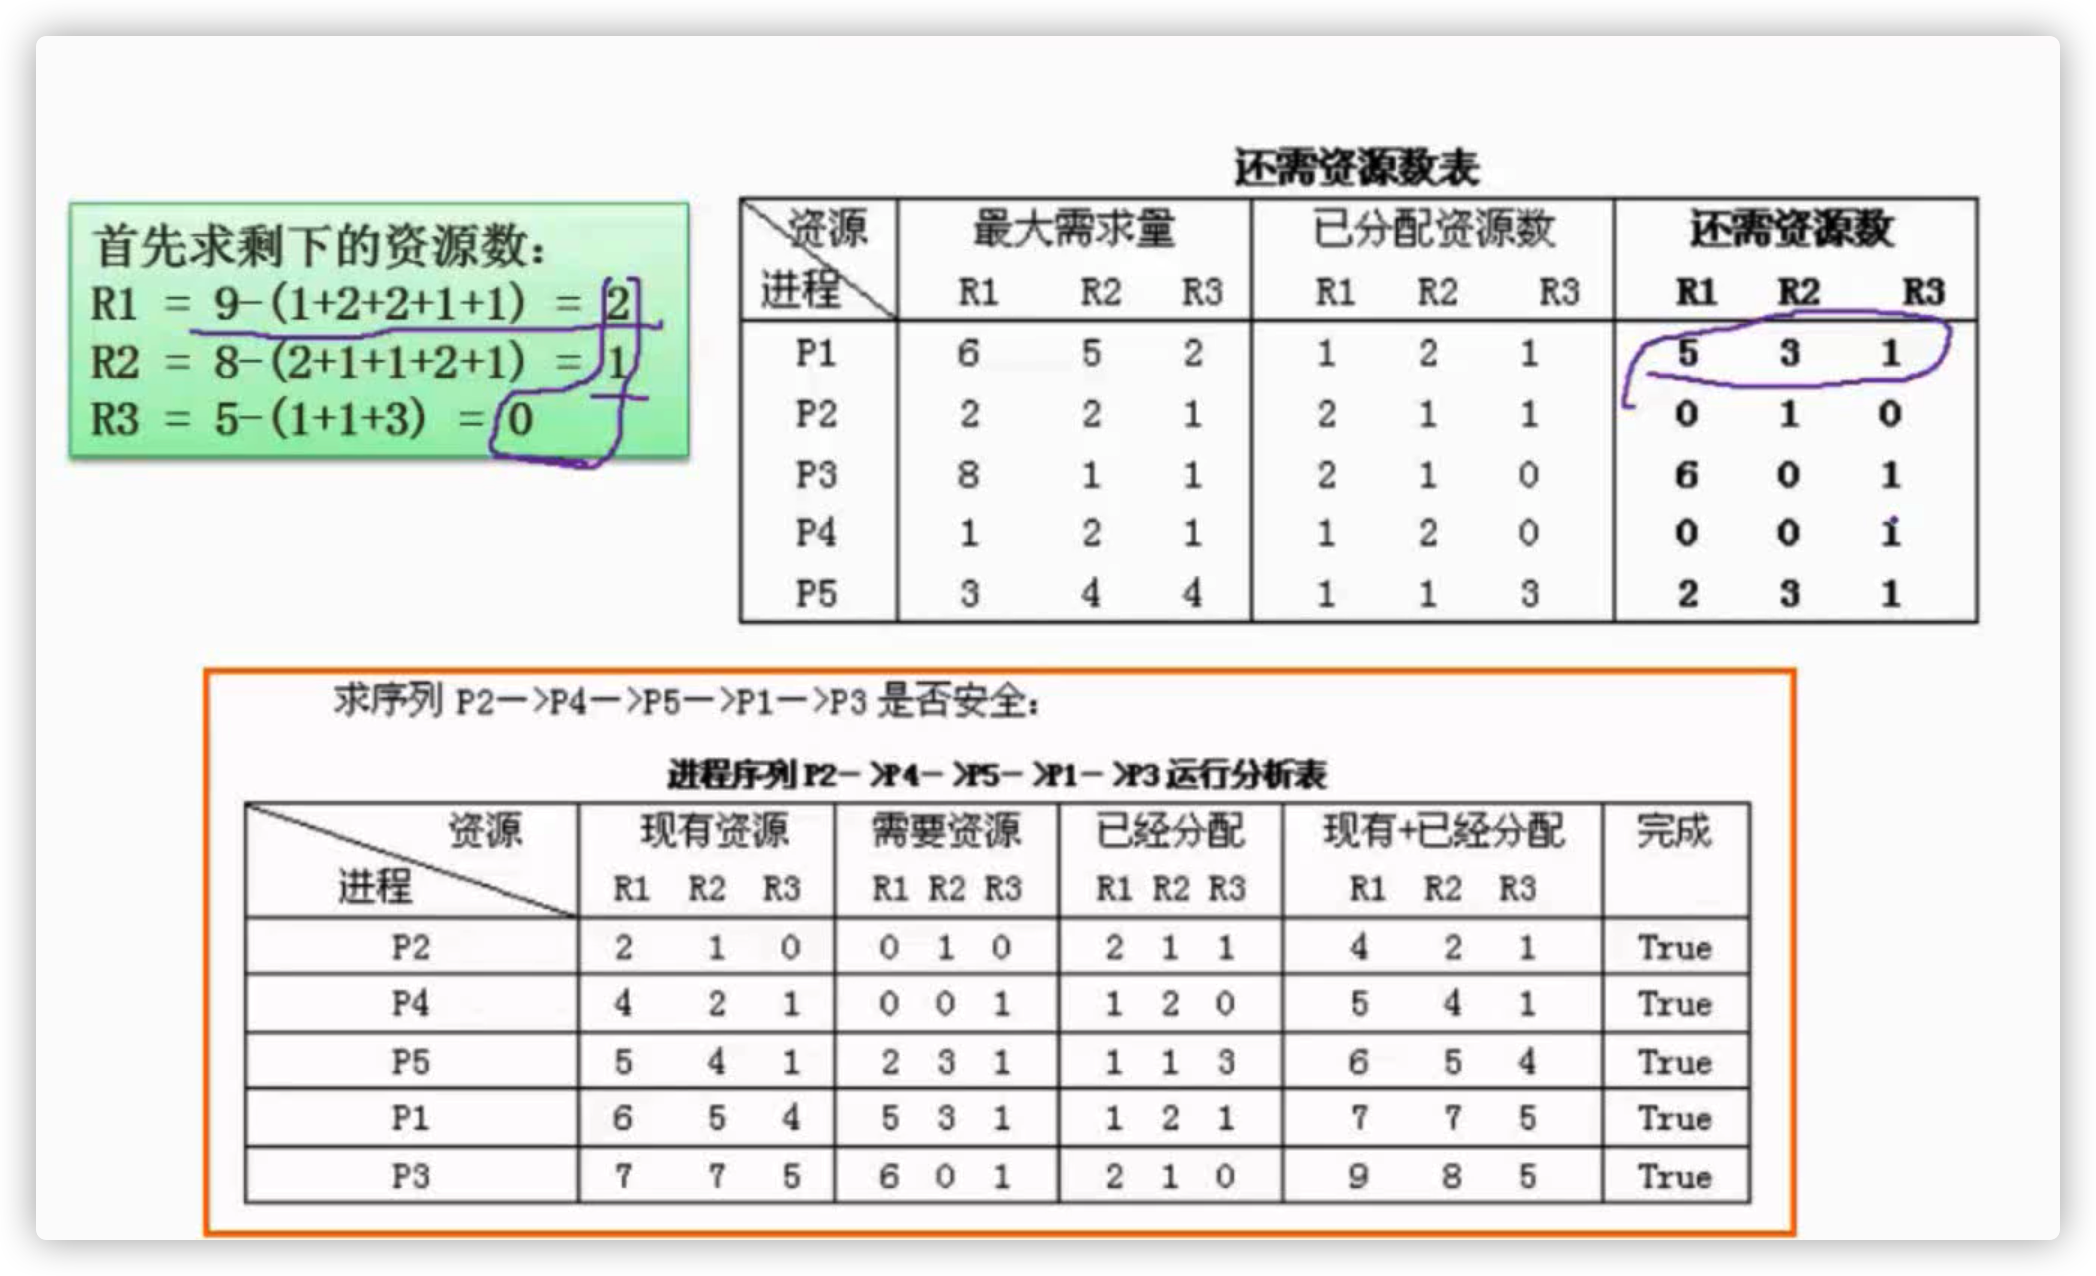 首先求剩下的资源数:
R1 = 9-(1+2+2+1+1) = 2
R2 = 8-(2+1+1+2+1) = 1
R3 = 5-(1+1+3) = 0
还需资源数表
资源 最大需求量 已分配资源数 还需资源数
进程 R1 R2 R3 R1 R2 R3 R1 R2 R3
P1 6 5 2 1 2 1 5 3 1
P2 2 2 1 2 1 1 0 1 0
P3 8 1 1 2 1 0 6 0 1
P4 1 2 1 1 2 0 0 0 1
P5 3 4 4 1 1 3 2 3 1
求序列 P2—>P4—>P5—>P1—>P3 是否安全:
进程序列 P2—>P4—>P5—>P1—>P3 运行分析表
资源 现有资源 需要资源 已经分配 现有+已经分配 完成
进程 R1 R2 R3 R1 R2 R3 R1 R2 R3 R1 R2 R3
P2 2 1 0 0 1 0 2 1 1 4 2 1 True
P4 4 2 1 0 0 1 1 2 0 5 4 1 True
P5 5 4 1 2 3 1 1 1 3 6 5 4 True
P1 6 5 4 5 3 1 1 2 1 7 7 5 True
P3 7 7 5 6 0 1 2 1 0 9 8 5 True